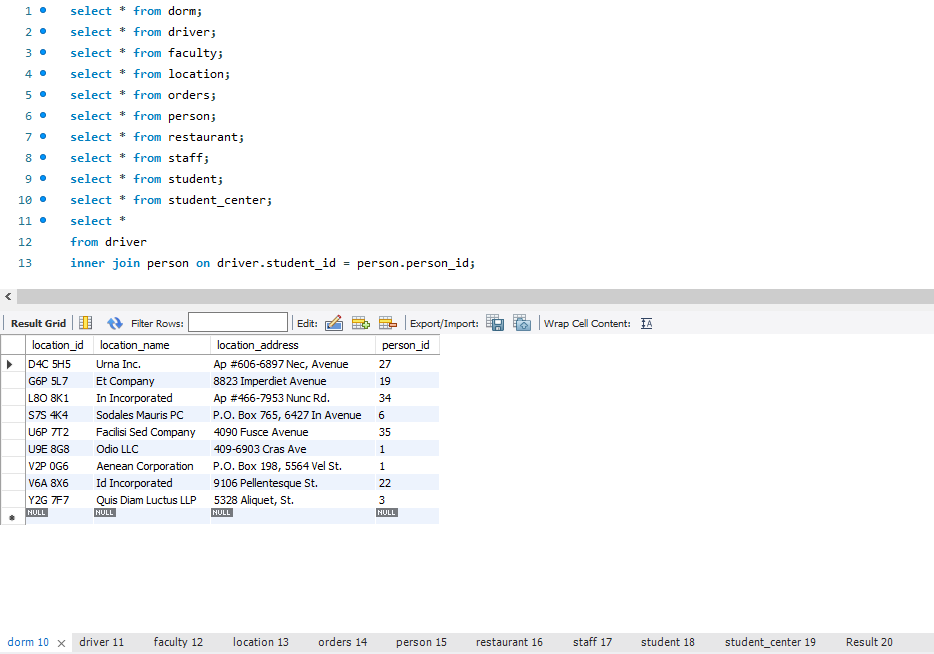 1 select * from dorm;
2 select * from driver;
3 select * from faculty;
4 select * from location;
5 select * from orders;
6 select * from person;
7 select * from restaurant;
8 select * from staff;
9 select * from student;
10 select * from student_center;
11 select *
12 from driver
13 inner join person on driver.student_id = person.person_id;
Result Grid Filter Rows: Edit: Export/Import: Wrap Cell Content: IA
location_id location_name location_address person_id
D4C 5H5 Urna Inc. Ap #606-6897 Nec, Avenue 27
G6P 5L7 Et Company 8823 Imperdiet Avenue 19
L8O 8K1 In Incorporated Ap #466-7953 Nunc Rd. 34
S7S 4K4 Sodales Mauris PC P.O. Box 765, 6427 In Avenue 6
U6P 7T2 Facilisi Sed Company 4090 Fusce Avenue 35
U9E 8G8 Odio LLC 409-6903 Cras Ave 1
V2P 0G6 Aenean Corporation P.O. Box 198, 5564 Vel St. 1
V6A 8X6 Id Incorporated 9106 Pellentesque St. 22
Y2G 7F7 Quis Diam Luctus LLP 5328 Aliquet, St. 3
NULL NULL NULL NULL
dorm 10 driver 11 faculty 12 location 13 orders 14 person 15 restaurant 16 staff 17 student 18 student_center 19 Result 20